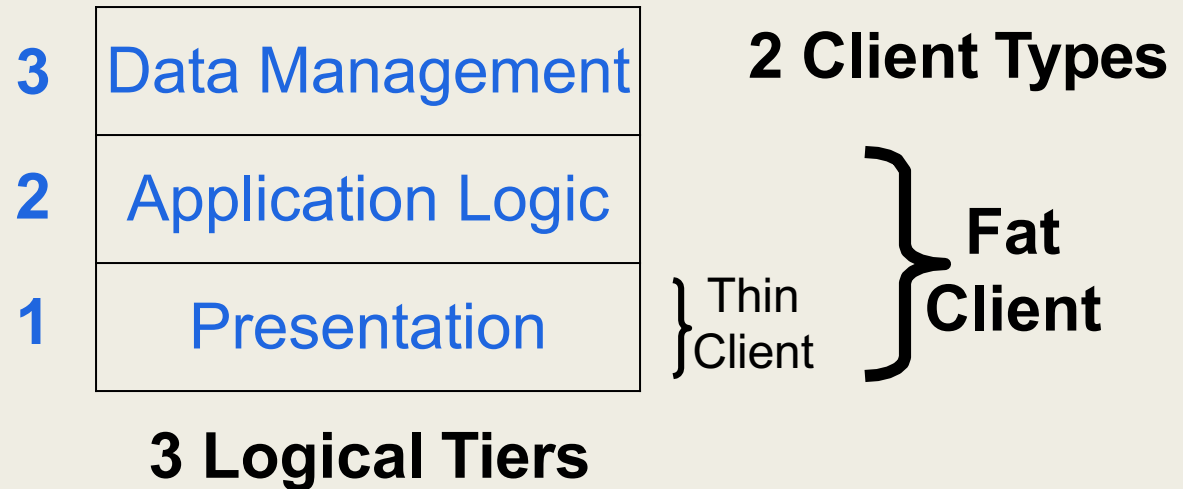 3 Data Management
2 Client Types
2 Application Logic
1 Presentation
Thin
Client
Fat
Client
3 Logical Tiers